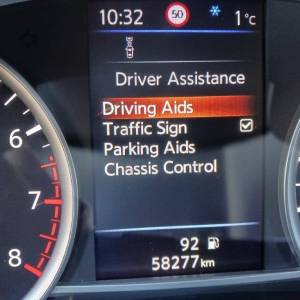 10:32 50 1°C
Driver Assistance
Driving Aids
Traffic Sign
Parking Aids
Chassis Control
92
58277km
6
7
8